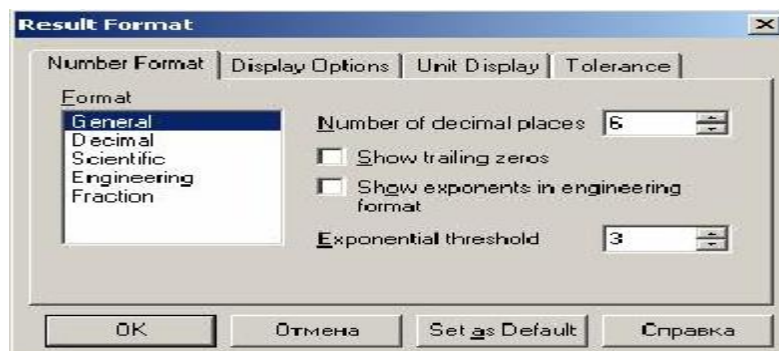 Result Format
Number Format Display Options Unit Display Tolerance
Format
General
Decimal
Scientific
Engineering
Fraction
Number of decimal places 6
Show trailing zeros
Show exponents in engineering
format
Exponential threshold 3
OK Отмена Set as Default Справка